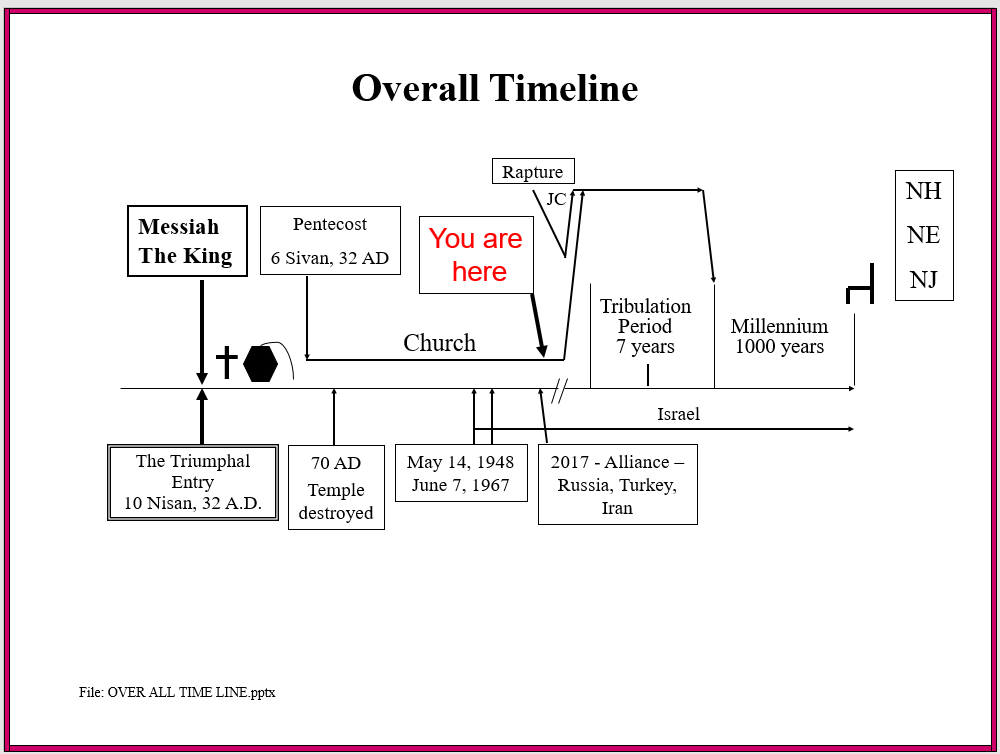 Overall Timeline
Rapture
JC
NH
NE
NJ
Messiah
The King
Pentecost
6 Sivan, 32 AD
You are
here
Tribulation
Period
7 years
Millennium
1000 years
Church
Israel
The Triumphal
Entry
10 Nisan, 32 A.D.
70 AD
Temple
destroyed
May 14, 1948
June 7, 1967
2017 - Alliance –
Russia, Turkey,
Iran
File: OVER ALL TIME LINE.pptx